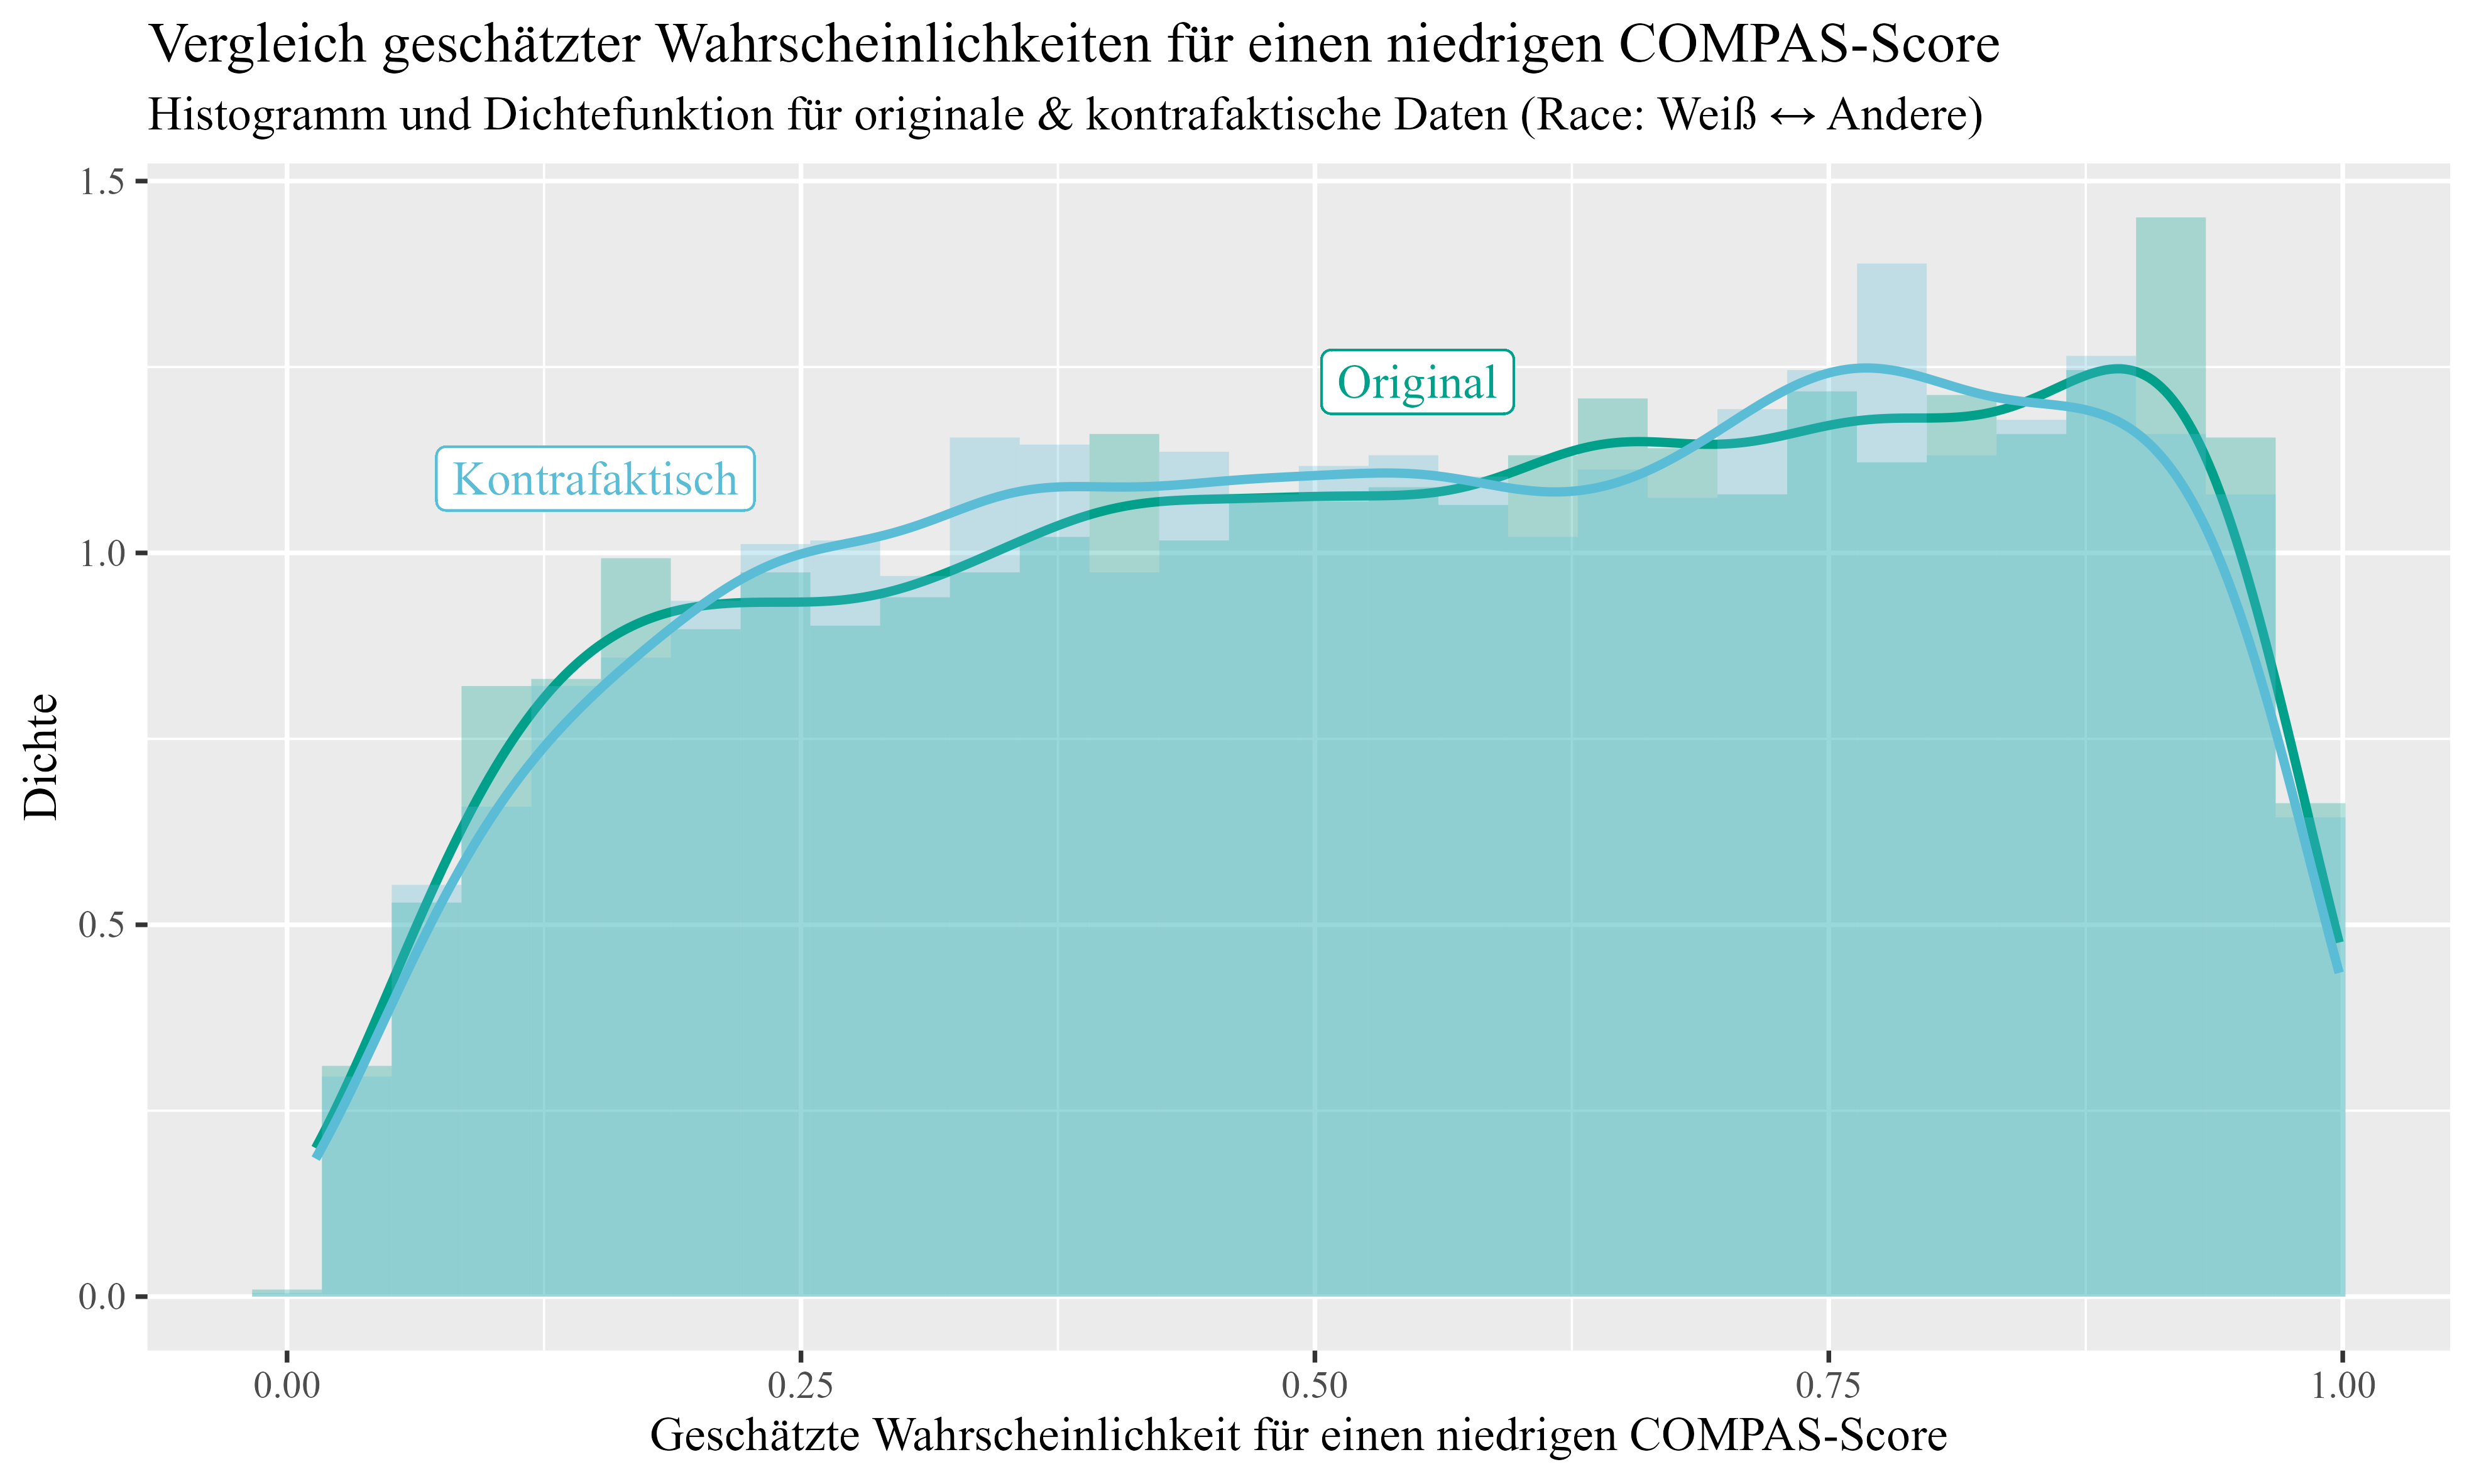 Vergleich geschätzter Wahrscheinlichkeiten für einen niedrigen COMPAS-Score
Histogramm und Dichtefunktion für originale & kontrafaktische Daten (Race: Weiß ↔ Andere)
1.5
Original
Kontrafaktisch
1.0
Dichte
0.5
0.0
0.00 0.25 0.50 0.75 1.00
Geschätzte Wahrscheinlichkeit für einen niedrigen COMPAS-Score